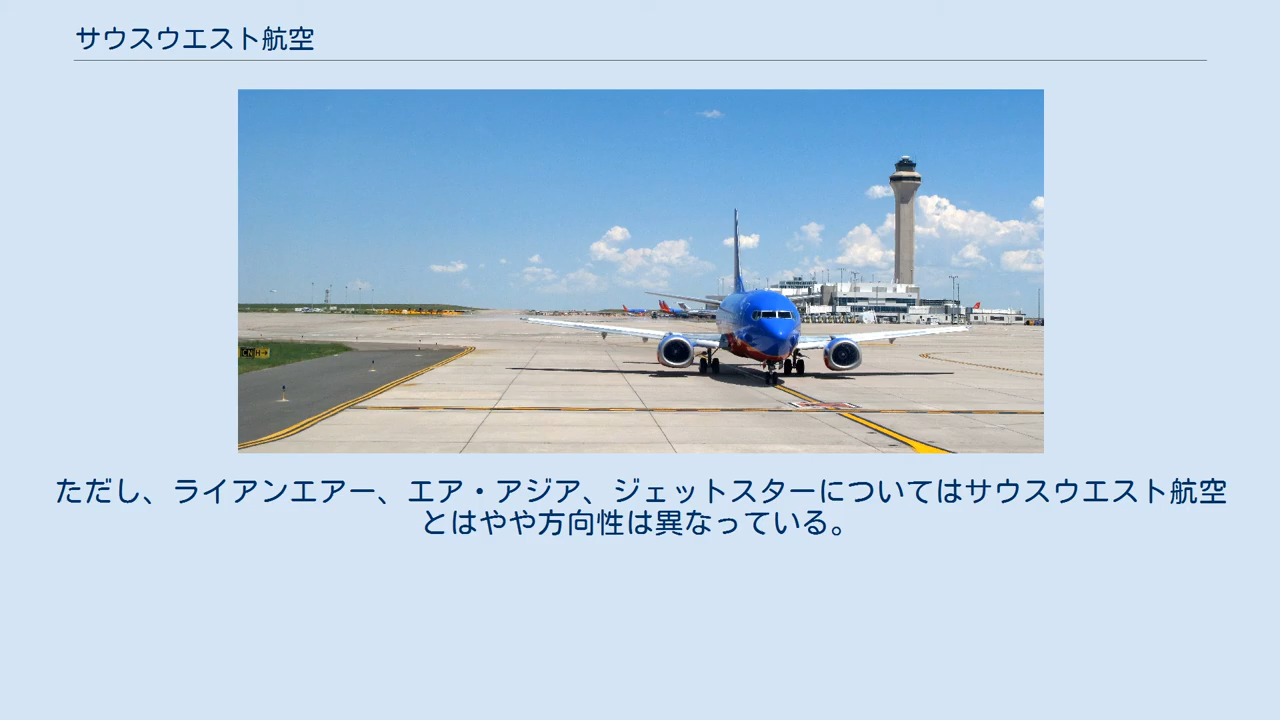 サウスウエスト航空
ただし、ライアンエアー、エア・アジア、ジェットスターについてはサウスウエスト航空
とはやや方向性は異なっている。